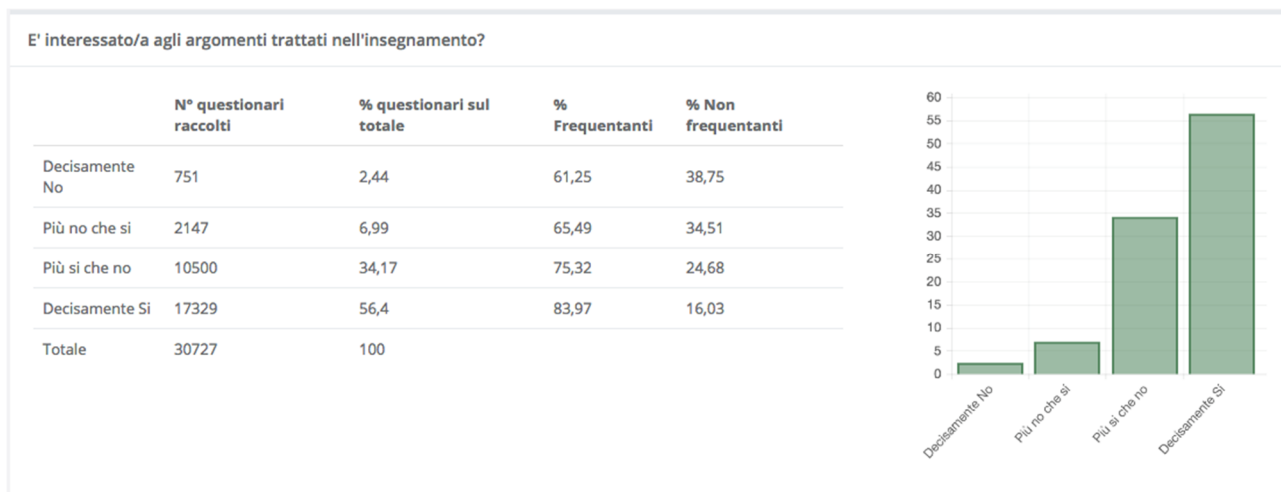 E' interessato/a agli argomenti trattati nell'insegnamento?
N° questionari raccolti % questionari sul totale % Frequentanti % Non frequentanti
Decisamente No 751 2,44 61,25 38,75
Più no che si 2147 6,99 65,49 34,51
Più si che no 10500 34,17 75,32 24,68
Decisamente Si 17329 56,4 83,97 16,03
Totale 30727 100
60
55
50
45
40
35
30
25
20
15
10
5
0
Decisamente No
Più no che si
Più si che no
Decisamente Si